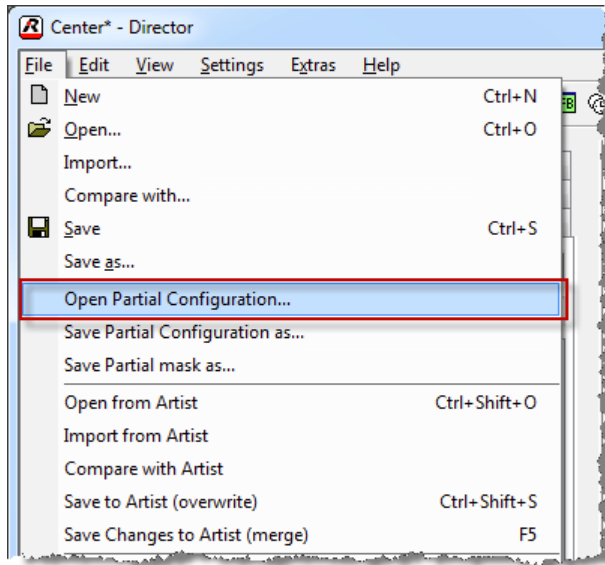 Center* - Director
File Edit View Settings Extras Help
New Ctrl+N
Open... Ctrl+O
Import...
Compare with...
Save Ctrl+S
Save as...
Open Partial Configuration...
Save Partial Configuration as...
Save Partial mask as...
Open from Artist Ctrl+Shift+O
Import from Artist
Compare with Artist
Save to Artist (overwrite) Ctrl+Shift+S
Save Changes to Artist (merge) F5